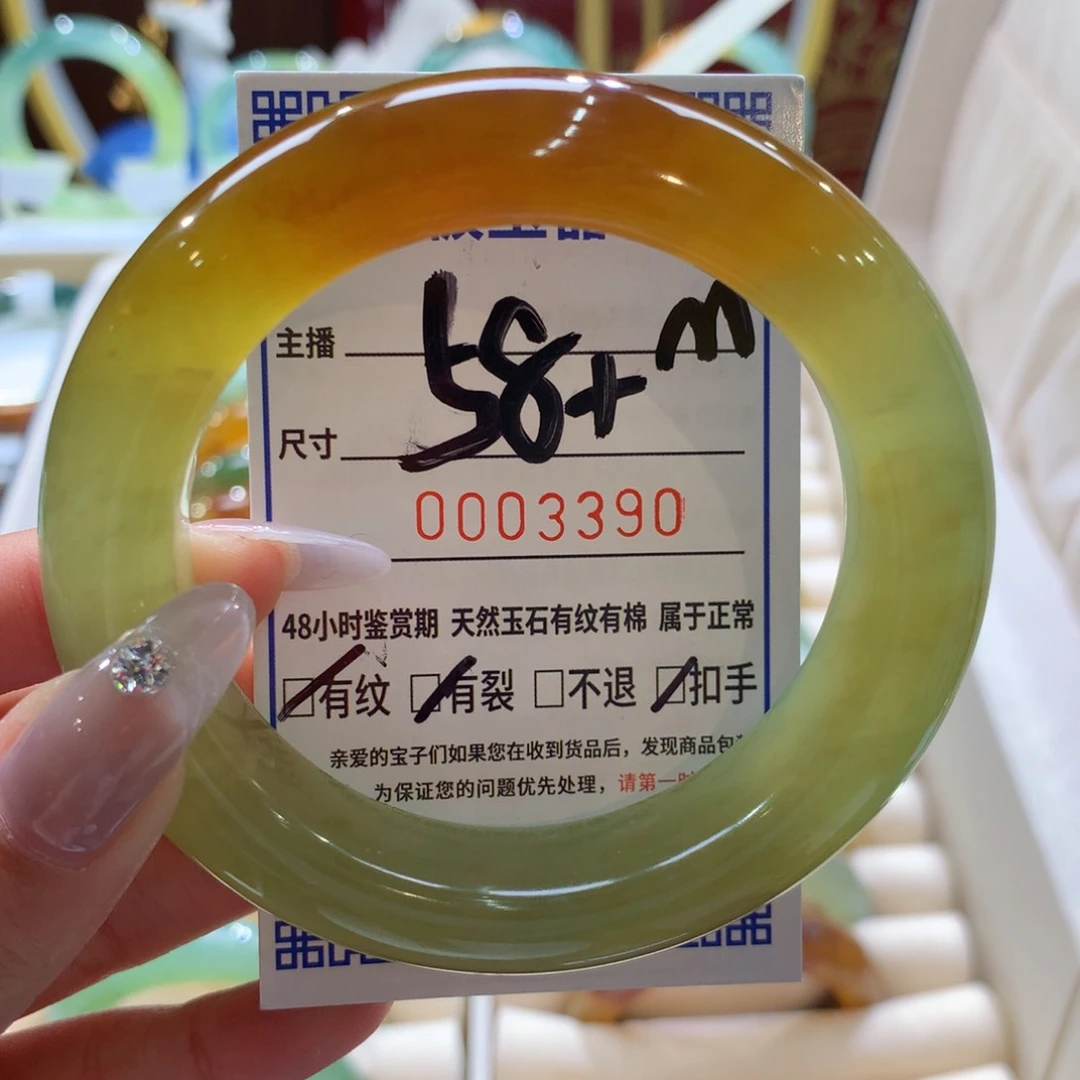 主播 58+ m
尺寸
0003390
48小时鉴赏期 天然玉石有纹有棉 属于正常
□有纹 □有裂 □不退 □扣手
亲爱的宝子们如果您在收到货品后，发现商品包
为保证您的问题优先处理，请第一时